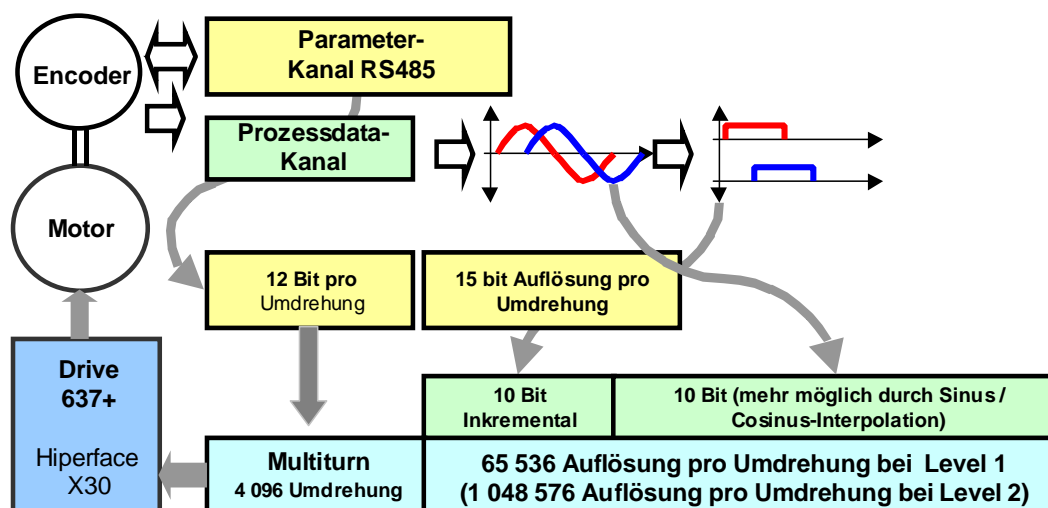 Encoder
Parameter-
Kanal RS485
Prozessdata-
Kanal
Motor
12 Bit pro
Umdrehung
15 bit Auflösung pro
Umdrehung
Drive
637+
Hiperface
X30
10 Bit
Inkremental
10 Bit (mehr möglich durch Sinus /
Cosinus-Interpolation)
Multiturn
4 096 Umdrehung
65 536 Auflösung pro Umdrehung bei Level 1
(1 048 576 Auflösung pro Umdrehung bei Level 2)